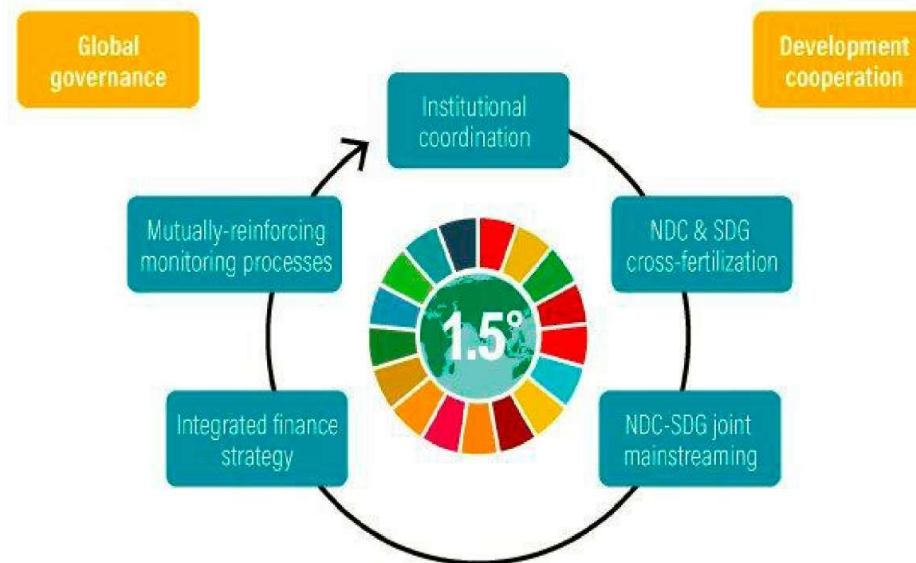 Global
governance
Development
cooperation
Institutional
coordination
Mutually-reinforcing
monitoring processes
NDC & SDG
cross-fertilization
1.5°
Integrated finance
strategy
NDC-SDG joint
mainstreaming